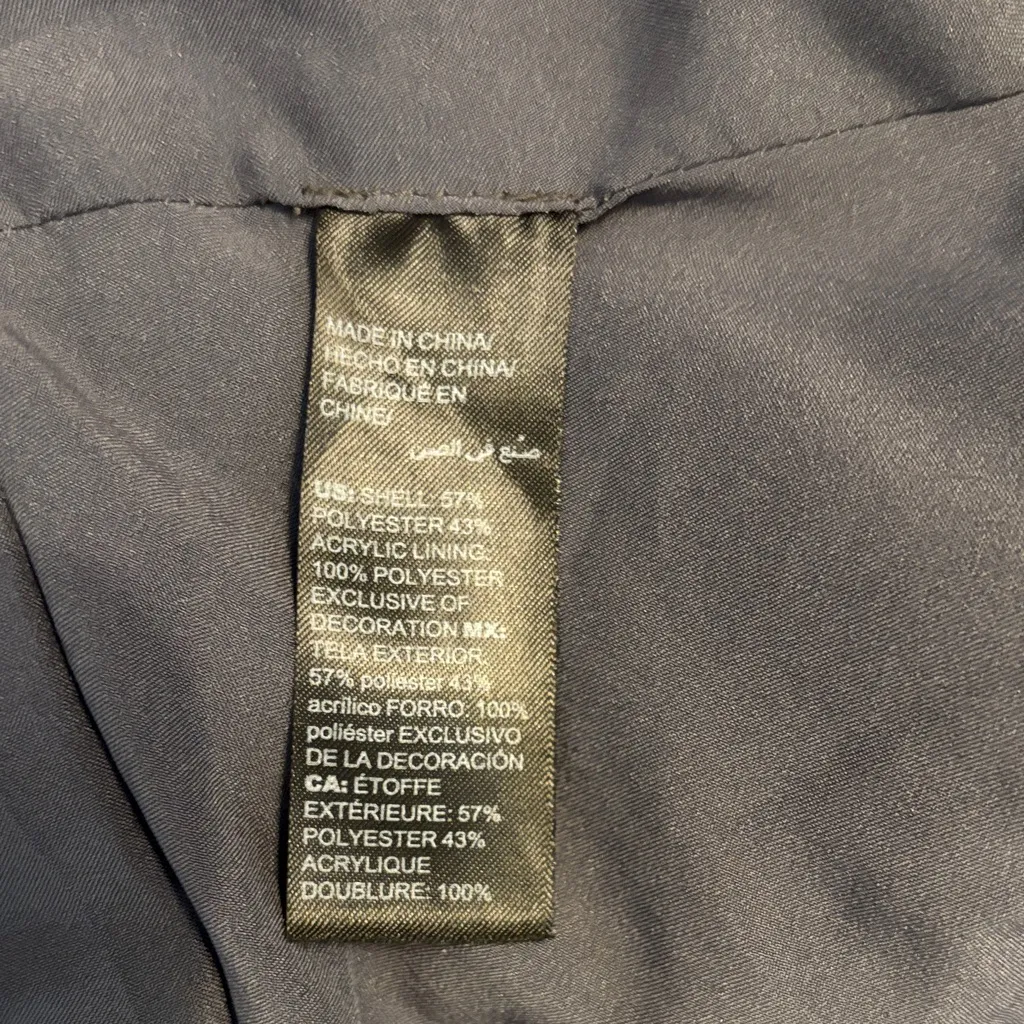 MADE IN CHINA/
HECHO EN CHINA/
FABRIQUÉ EN
CHINE/
صُنع في الصين
US: SHELL: 57%
POLYESTER 43%
ACRYLIC LINING:
100% POLYESTER
EXCLUSIVE OF
DECORATION MX:
TELA EXTERIOR:
57% poliéster 43%
acrílico FORRO: 100%
poliéster EXCLUSIVO
DE LA DECORACIÓN
CA: ÉTOFFE
EXTÉRIEURE: 57%
POLYESTER 43%
ACRYLIQUE
DOUBLURE: 100%